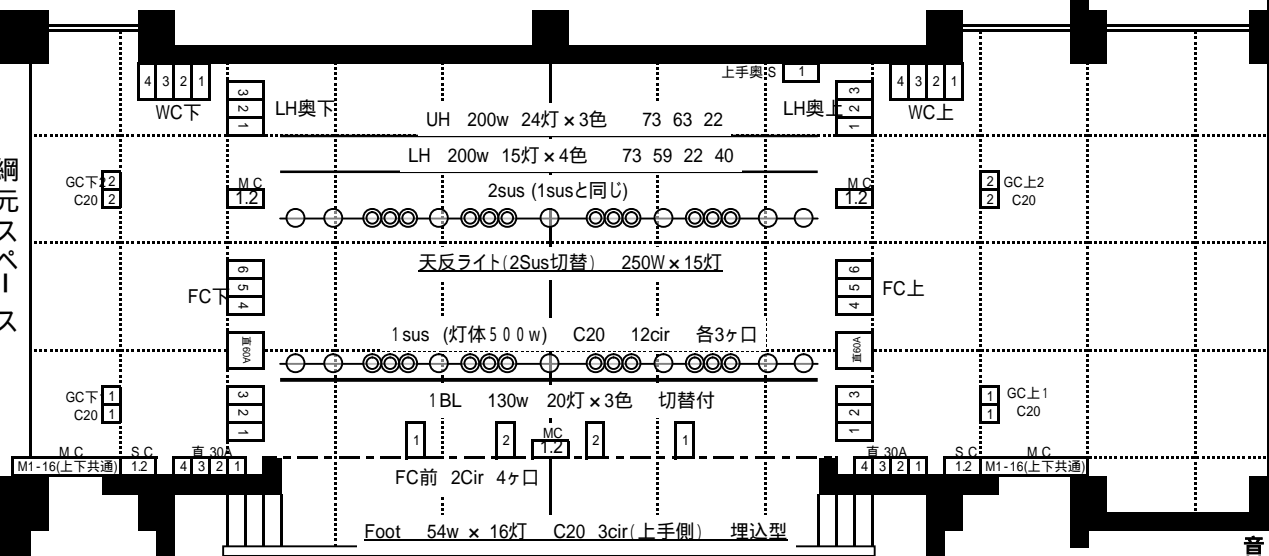 上手奥S 1
4 3 2 1
WC下
3 2 1
LH奥下
LH奥上
3 2 1
4 3 2 1
WC上
UH 200w 24灯×3色 73 63 22
LH 200w 15灯×4色 73 59 22 40
綱元スペース
GC下2 2
C20 2
MC
1.2
2sus (1susと同じ)
MC
1.2
2 GC上2
2 C20
天反ライト(2Sus切替) 250W×15灯
FC下
6 5 4
6 5 4
FC上
直60A
1sus (灯体500w) C20 12cir 各3ヶ口
直60A
GC下 1
C20 1
3 2 1
1BL 130w 20灯×3色 切替付
3 2 1
1 GC上1
1 C20
1 2 MC 2 1
1.2
MC SC 直30A
M1-16(上下共通) 1.2 4 3 2 1
直30A SC MC
4 3 2 1 1.2 M1-16(上下共通)
FC前 2Cir 4ヶ口
Foot 54w × 16灯 C20 3cir(上手側) 埋込型
音